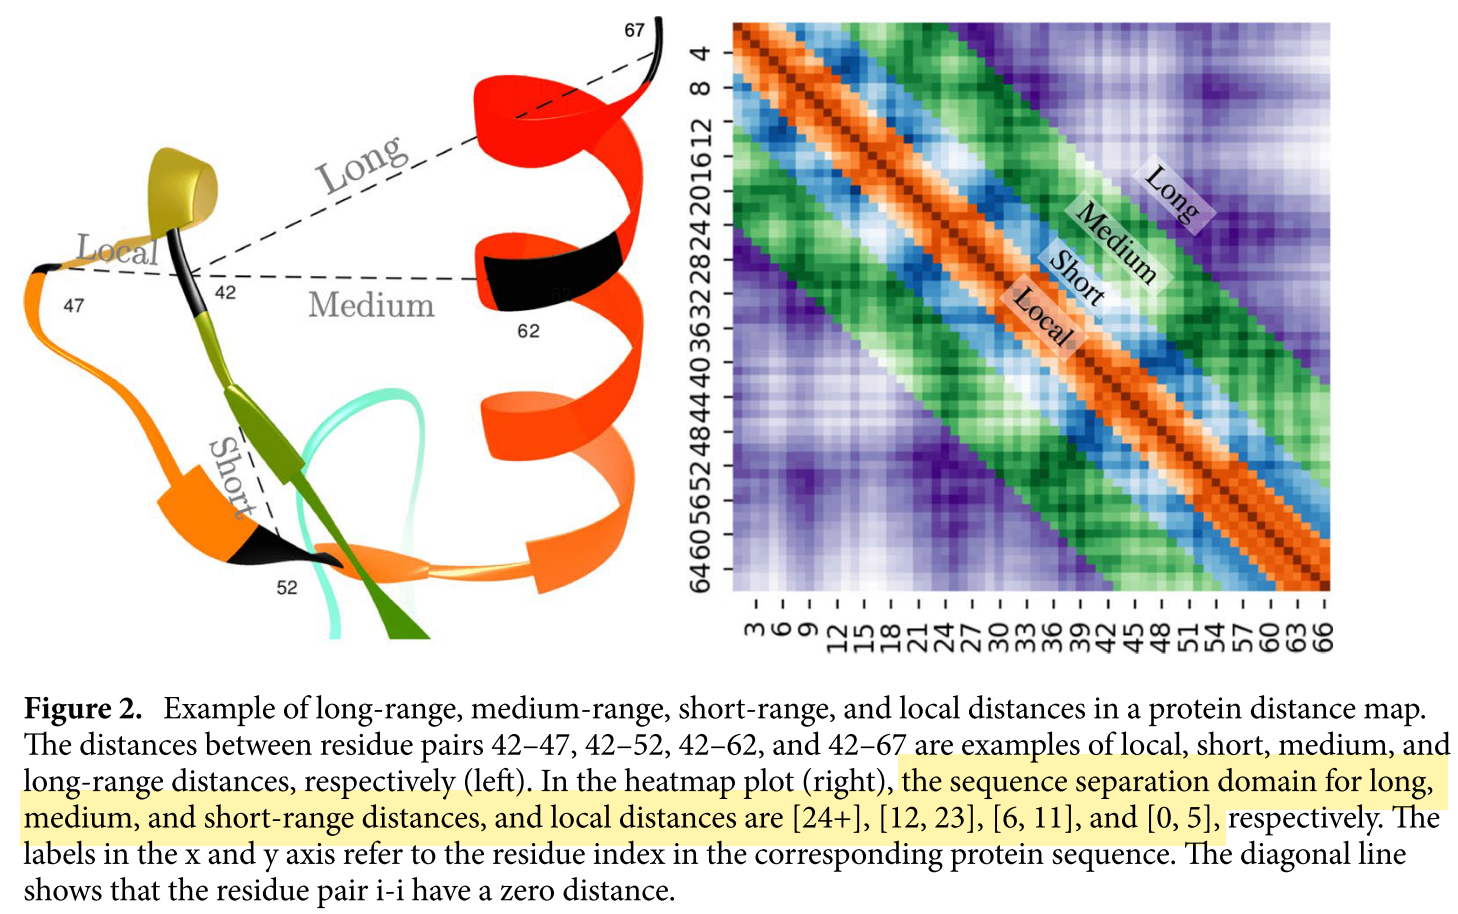 67
Long
Local
47
42
Medium
62
Short
52
4
8
12
16
20
24
28
32
36
40
44
48
52
56
60
64
Long
Medium
Short
Local
3 6 9 12 15 18 21 24 27 30 33 36 39 42 45 48 51 54 57 60 63 66
Figure 2. Example of long-range, medium-range, short-range, and local distances in a protein distance map.
The distances between residue pairs 42–47, 42–52, 42–62, and 42–67 are examples of local, short, medium, and
long-range distances, respectively (left). In the heatmap plot (right), the sequence separation domain for long,
medium, and short-range distances, and local distances are [24+], [12, 23], [6, 11], and [0, 5], respectively. The
labels in the x and y axis refer to the residue index in the corresponding protein sequence. The diagonal line
shows that the residue pair i-i have a zero distance.